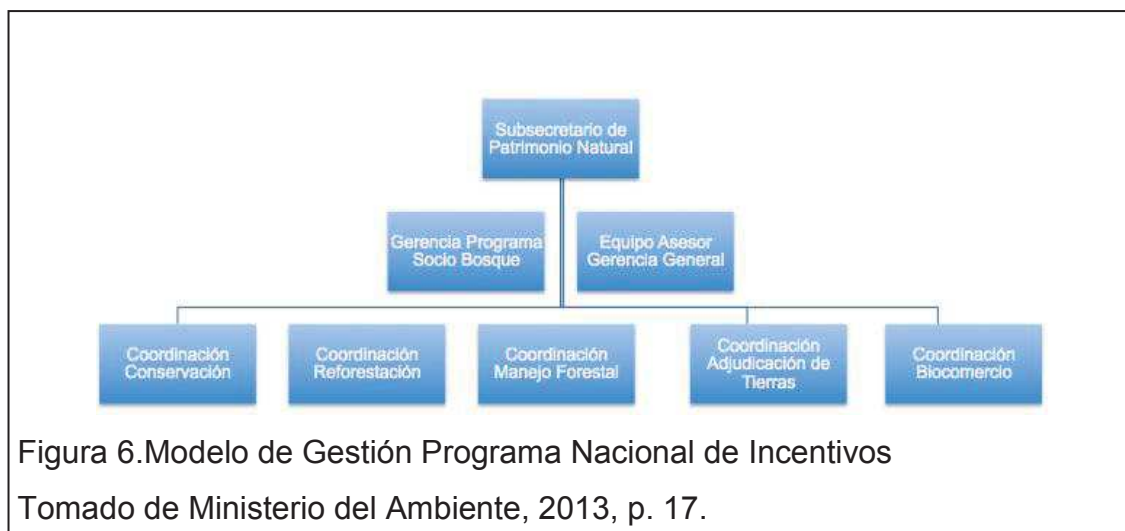 Subsecretario de
Patrimonio Natural
Gerencia Programa
Socio Bosque
Equipo Asesor
Gerencia General
Coordinación
Conservación
Coordinación
Reforestación
Coordinación
Manejo Forestal
Coordinación
Adjudicación de
Tierras
Coordinación
Biocomercio
Figura 6.Modelo de Gestión Programa Nacional de Incentivos
Tomado de Ministerio del Ambiente, 2013, p. 17.